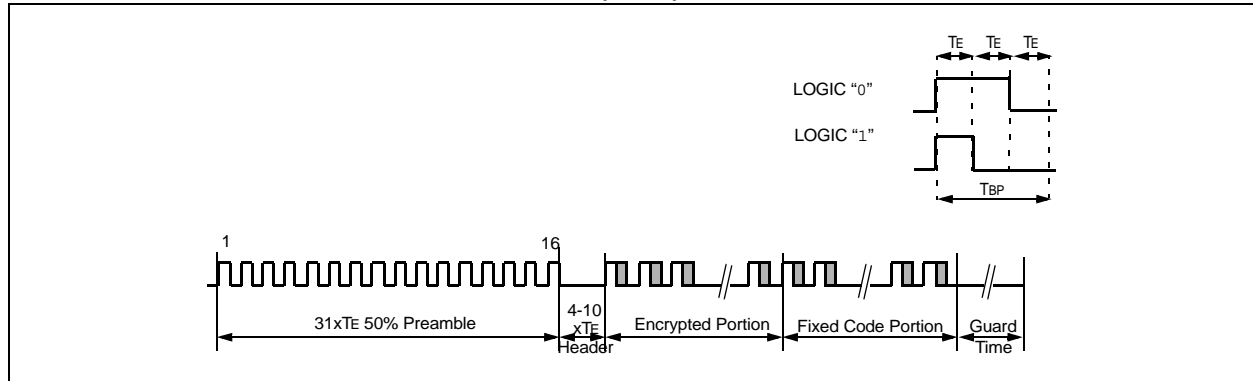 TE TE TE
LOGIC “0”
LOGIC “1”
TBP
1 16
31xTE 50% Preamble
4-10
xTE
Header
Encrypted Portion
Fixed Code Portion
Guard
Time